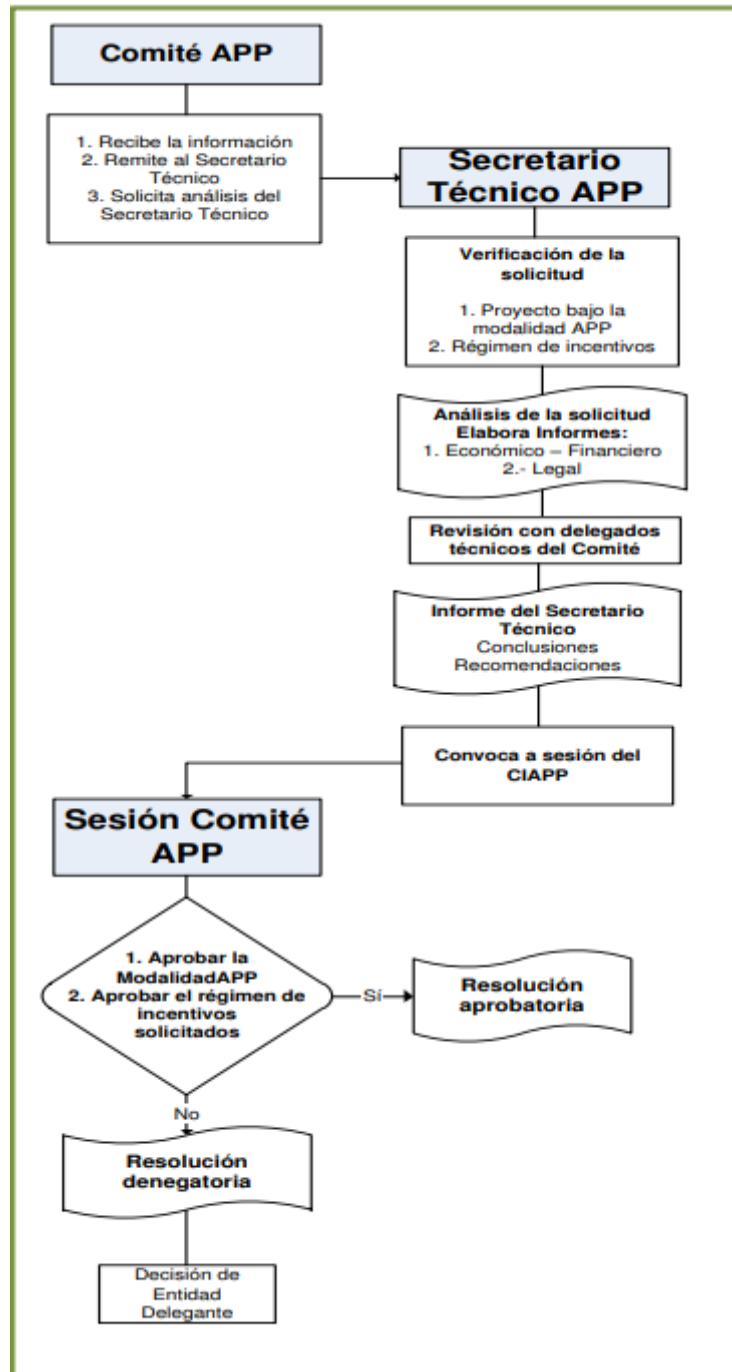 Comité APP
1. Recibe la información
2. Remite al Secretario
Técnico
3. Solicita análisis del
Secretario Técnico
Secretario
Técnico APP
Verificación de la
solicitud
1. Proyecto bajo la
modalidad APP
2. Régimen de incentivos
Análisis de la solicitud
Elabora Informes:
1. Económico – Financiero
2.- Legal
Revisión con delegados
técnicos del Comité
Informe del Secretario
Técnico
Conclusiones
Recomendaciones
Convoca a sesión del
CIAPP
Sesión Comité
APP
1. Aprobar la
ModalidadAPP
2. Aprobar el régimen de
incentivos
solicitados
Sí
Resolución
aprobatoria
No
Resolución
denegatoria
Decisión de
Entidad
Delegante